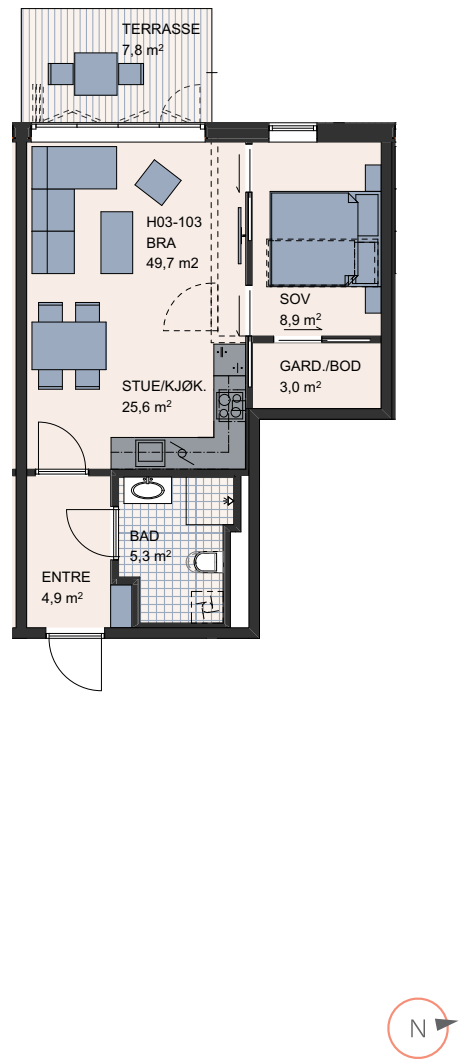 TERRASSE
7,8 m²
H03-103
BRA
49,7 m2
SOV
8,9 m²
GARD./BOD
3,0 m²
STUE/KJØK.
25,6 m²
BAD
5,3 m²
ENTRE
4,9 m²
N